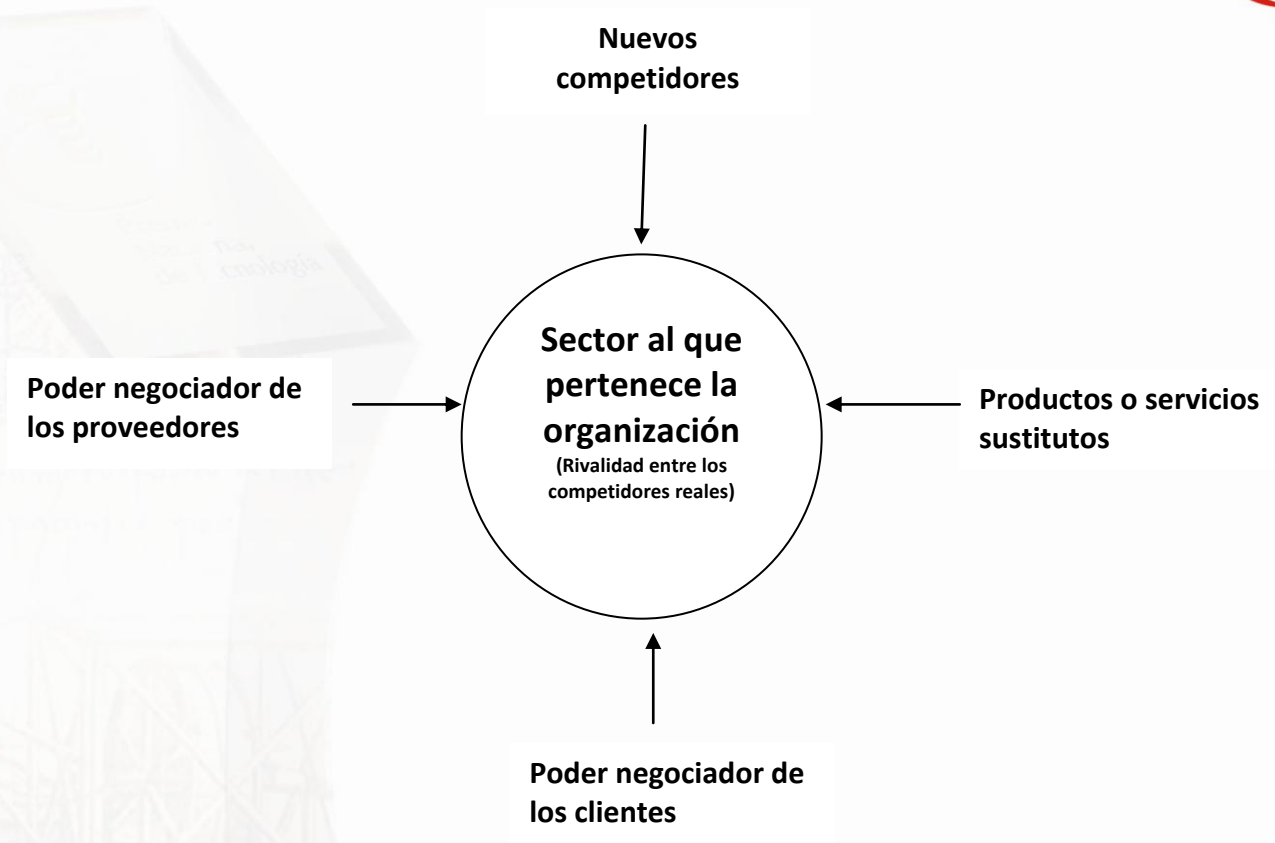 Nuevos
competidores
Sector al que
pertenece la
organización
(Rivalidad entre los
competidores reales)
Poder negociador de
los proveedores
Productos o servicios
sustitutos
Poder negociador de
los clientes